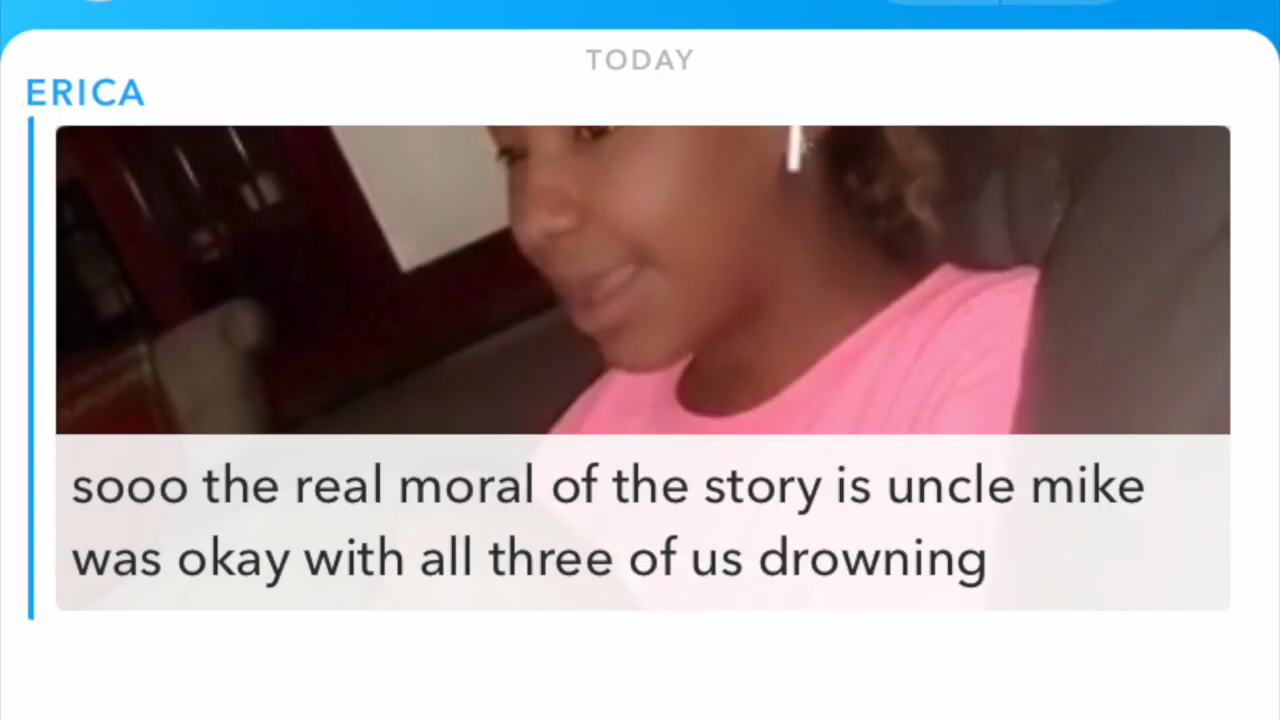 TODAY
ERICA
sooo the real moral of the story is uncle mike
was okay with all three of us drowning